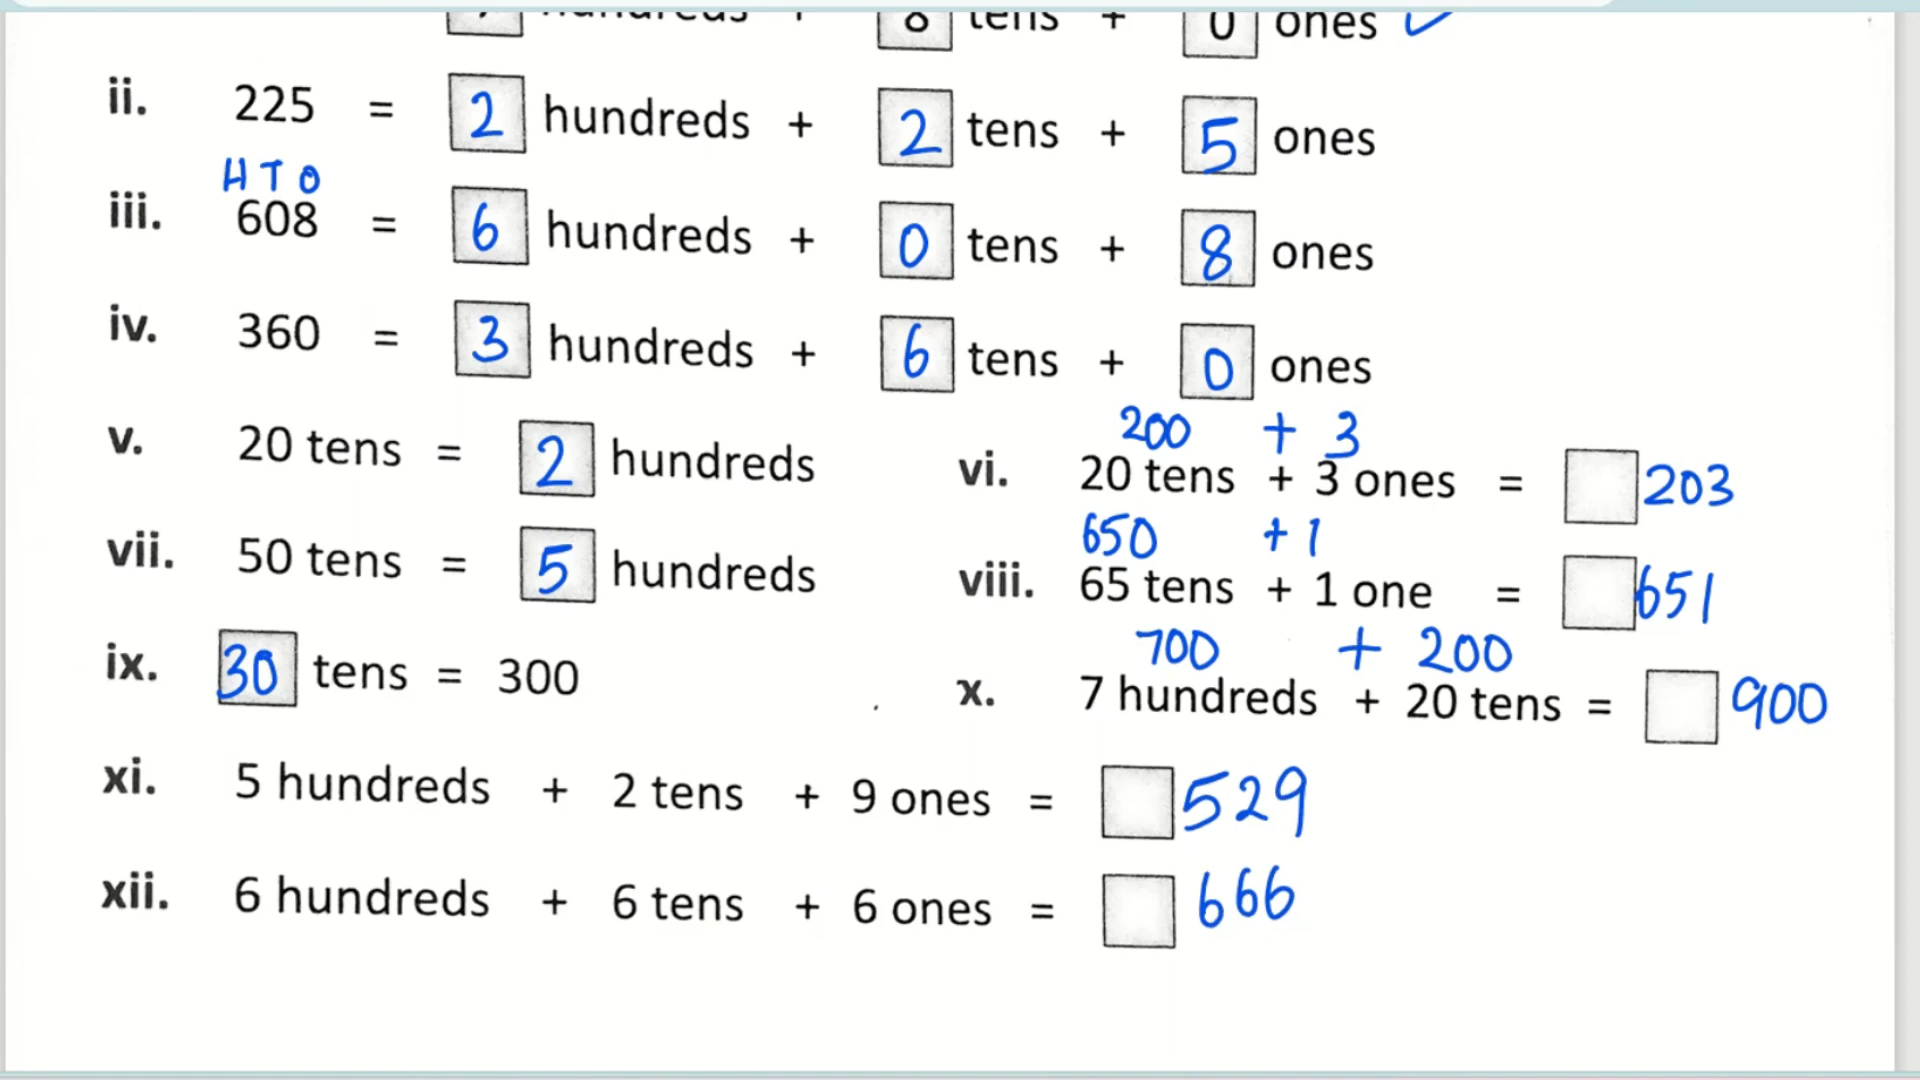 8 tens + 0 ones
ii. 225 = 2 hundreds + 2 tens + 5 ones
H T O
iii. 608 = 6 hundreds + 0 tens + 8 ones
iv. 360 = 3 hundreds + 6 tens + 0 ones
v. 20 tens = 2 hundreds
200 + 3
vi. 20 tens + 3 ones = 203
vii. 50 tens = 5 hundreds
650 + 1
viii. 65 tens + 1 one = 651
ix. 30 tens = 300
700 + 200
x. 7 hundreds + 20 tens = 900
xi. 5 hundreds + 2 tens + 9 ones = 529
xii. 6 hundreds + 6 tens + 6 ones = 666